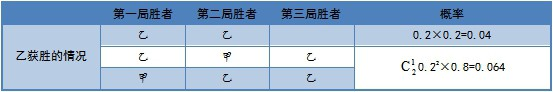 第一局胜者 第二局胜者 第三局胜者 概率
乙获胜的情况
乙 乙 0.2×0.2=0.04
乙 甲 乙
甲 乙 乙
C₂¹0.2²×0.8=0.064